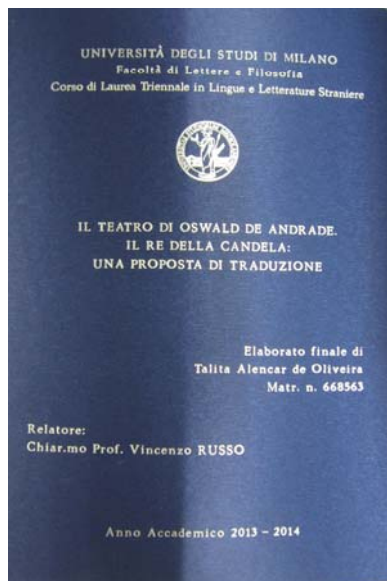 UNIVERSITÀ DEGLI STUDI DI MILANO
Facoltà di Lettere e Filosofia
Corso di Laurea Triennale in Lingue e Letterature Straniere
IL TEATRO DI OSWALD DE ANDRADE.
IL RE DELLA CANDELA:
UNA PROPOSTA DI TRADUZIONE
Elaborato finale di
Talita Alencar de Oliveira
Matr. n. 668563
Relatore:
Chiar.mo Prof. Vincenzo RUSSO
Anno Accademico 2013 – 2014